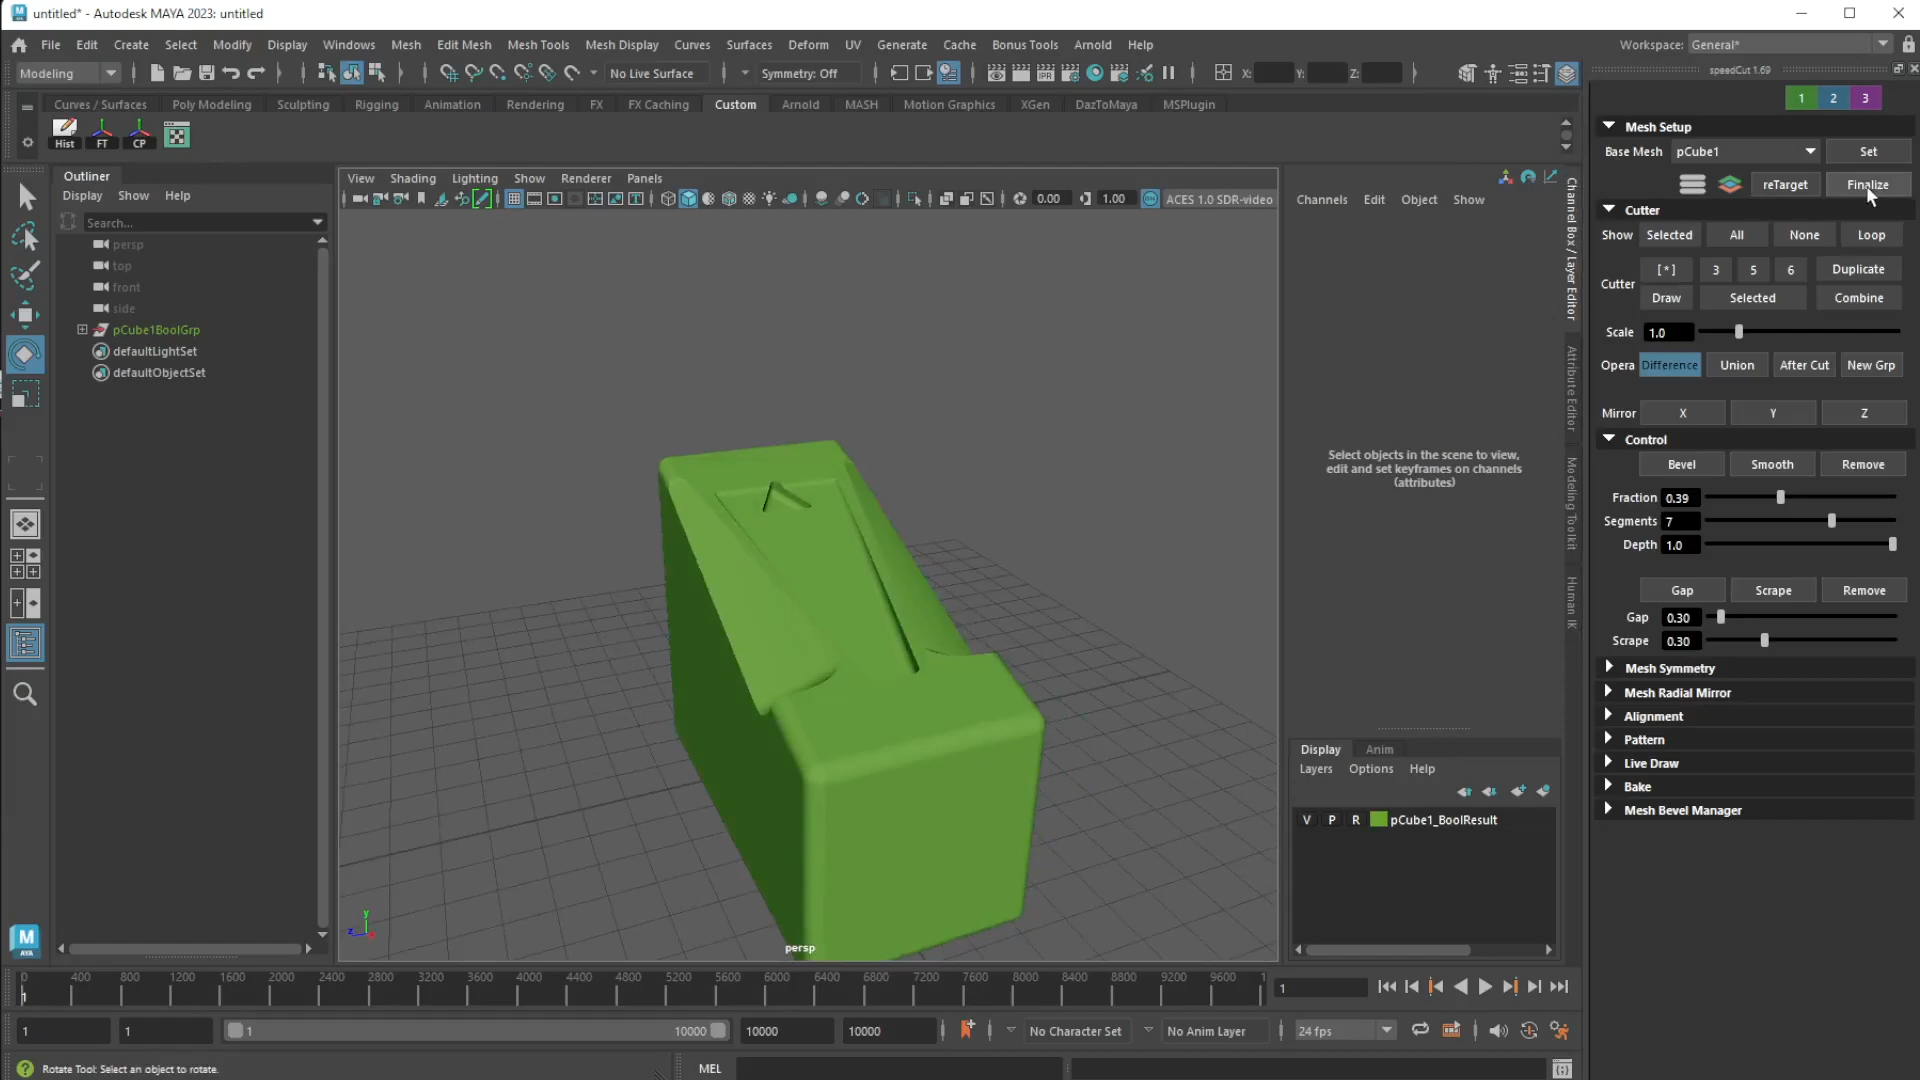 untitled* - Autodesk MAYA 2023: untitled
File Edit Create Select Modify Display Windows Mesh Edit Mesh Mesh Tools Mesh Display Curves Surfaces Deform UV Generate Cache Bonus Tools Arnold Help
Workspace: General*
Modeling No Live Surface Symmetry: Off X: Y: Z:
speedCut 1.69
Curves / Surfaces Poly Modeling Sculpting Rigging Animation Rendering FX FX Caching Custom Arnold MASH Motion Graphics XGen DazToMaya MSPlugin
Hist FT CP
Outliner
Display Show Help
Search...
persp
top
front
side
pCube1BoolGrp
defaultLightSet
defaultObjectSet
View Shading Lighting Show Renderer Panels
0.00 1.00 ACES 1.0 SDR-video
persp
Channels Edit Object Show
Select objects in the scene to view,
edit and set keyframes on channels
(attributes)
Display Anim
Layers Options Help
V P R pCube1_BoolResult
Channel Box / Layer Editor
Attribute Editor
Modeling Toolkit
Human IK
1 2 3
Mesh Setup
Base Mesh pCube1 Set
reTarget Finalize
Cutter
Show Selected All None Loop
Cutter [*] 3 5 6 Duplicate
Draw Selected Combine
Scale 1.0
Opera Difference Union After Cut New Grp
Mirror X Y Z
Control
Bevel Smooth Remove
Fraction 0.39
Segments 7
Depth 1.0
Gap Scrape Remove
Gap 0.30
Scrape 0.30
Mesh Symmetry
Mesh Radial Mirror
Alignment
Pattern
Live Draw
Bake
Mesh Bevel Manager
0 400 800 1200 1600 2000 2400 2800 3200 3600 4000 4400 4800 5200 5600 6000 6400 6800 7200 7600 8000 8400 8800 9200 9600 1
1
1
1 1 1 10000 10000 10000 No Character Set No Anim Layer 24 fps
Rotate Tool: Select an object to rotate.
MEL